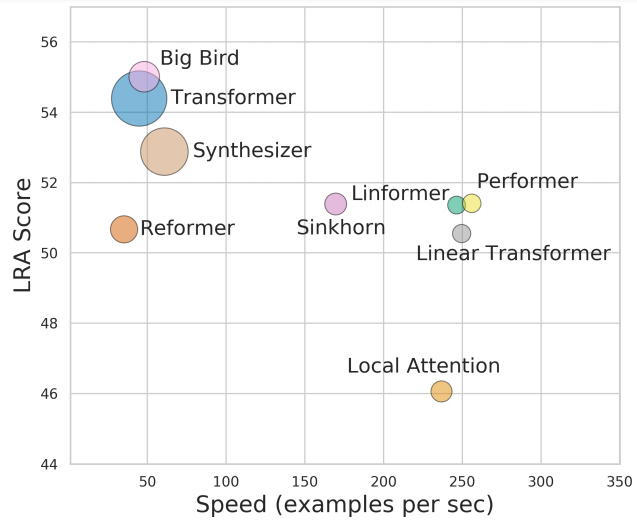 56
Big Bird
Transformer
54
Synthesizer
52
Performer
Linformer
Sinkhorn
Reformer
50
Linear Transformer
48
Local Attention
46
44
50 100 150 200 250 300 350
LRA Score
Speed (examples per sec)